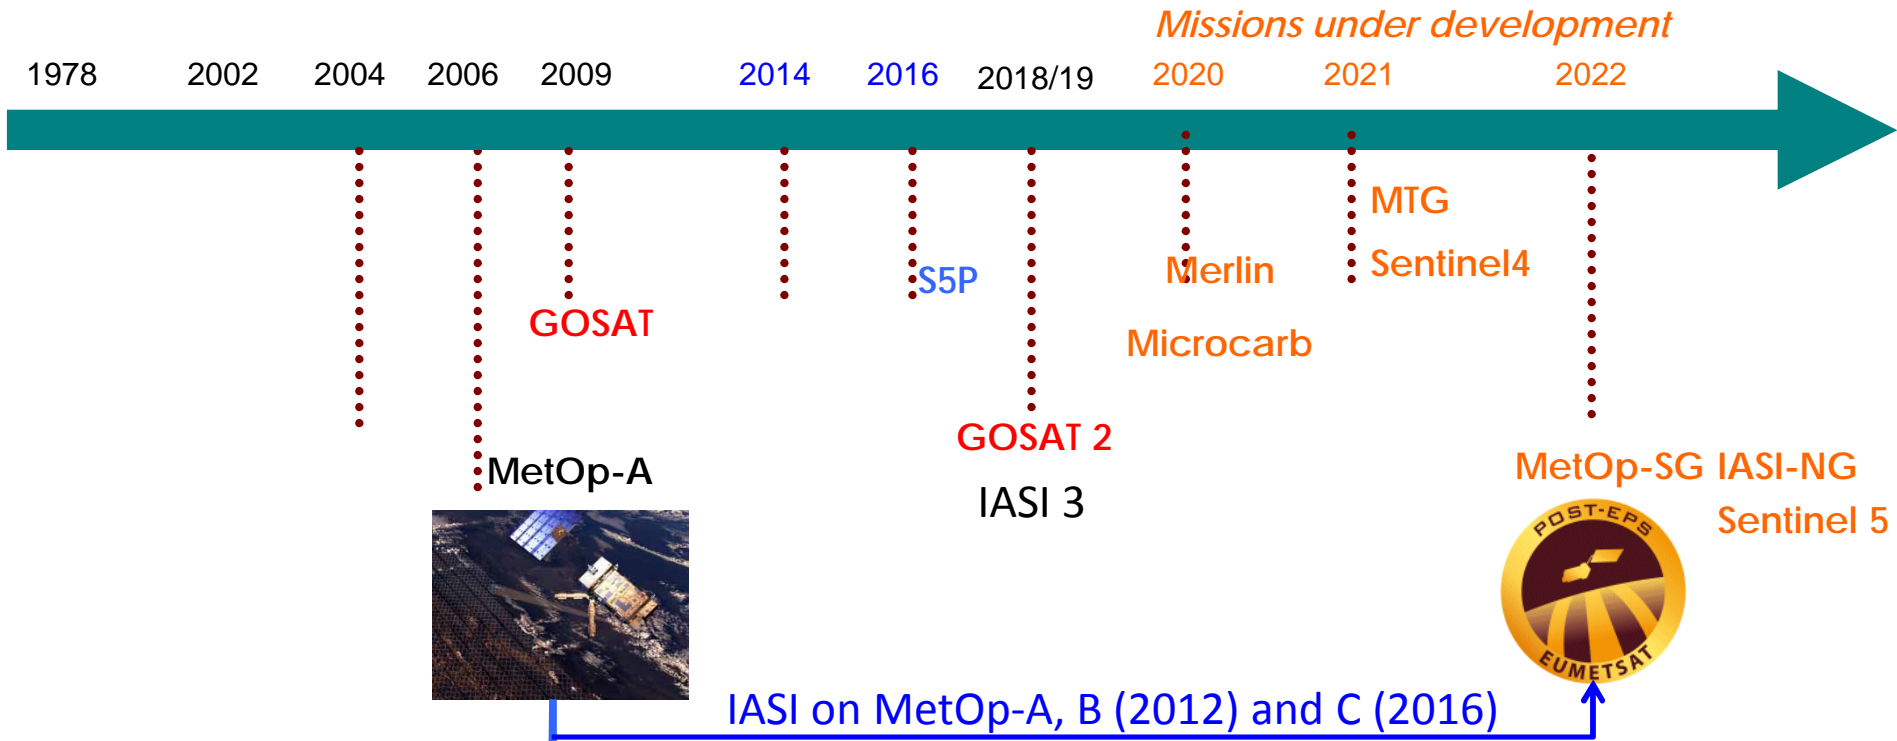 Missions under development
1978 2002 2004 2006 2009 2014 2016 2018/19 2020 2021 2022
MTG
Sentinel4
Merlin
S5P
GOSAT
Microcarb
GOSAT 2
MetOp-A
IASI 3
MetOp-SG IASI-NG
Sentinel 5
POST-EPS
EUMETSAT
IASI on MetOp-A, B (2012) and C (2016)